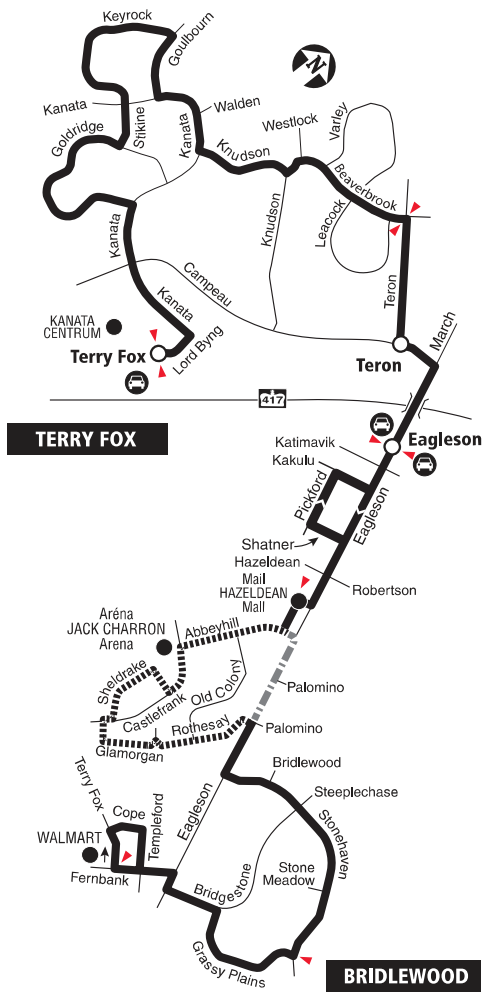 Keyrock
Goulbourn
N
Kanata
Walden
Goldridge
Stilkine
Kanata
Knudson
Westlock
Varley
Beaverbrook
Leacock
Knudson
Kanata
Campeau
Teron
Kanata
March
KANATA
CENTRUM
Lord Byng
Terry Fox
Teron
417
TERRY FOX
Katimavik
Eagleson
Kakulu
Pickford
Eagleson
Shatner
Hazeldean
Mail
HAZELDEAN
Mall
Robertson
Aréna
JACK CHARRON
Arena
Abbeyhill
Sheldrake
Old Colony
Palomino
Castlefrank
Rothesay
Palomino
Glamorgan
Bridlewood
Steeplechase
Terry Fox
Cope
Templeford
Eagleson
Stonehaven
WALMART
Fernbank
Stone
Meadow
Bridgestone
Grassy Plains
BRIDLEWOOD